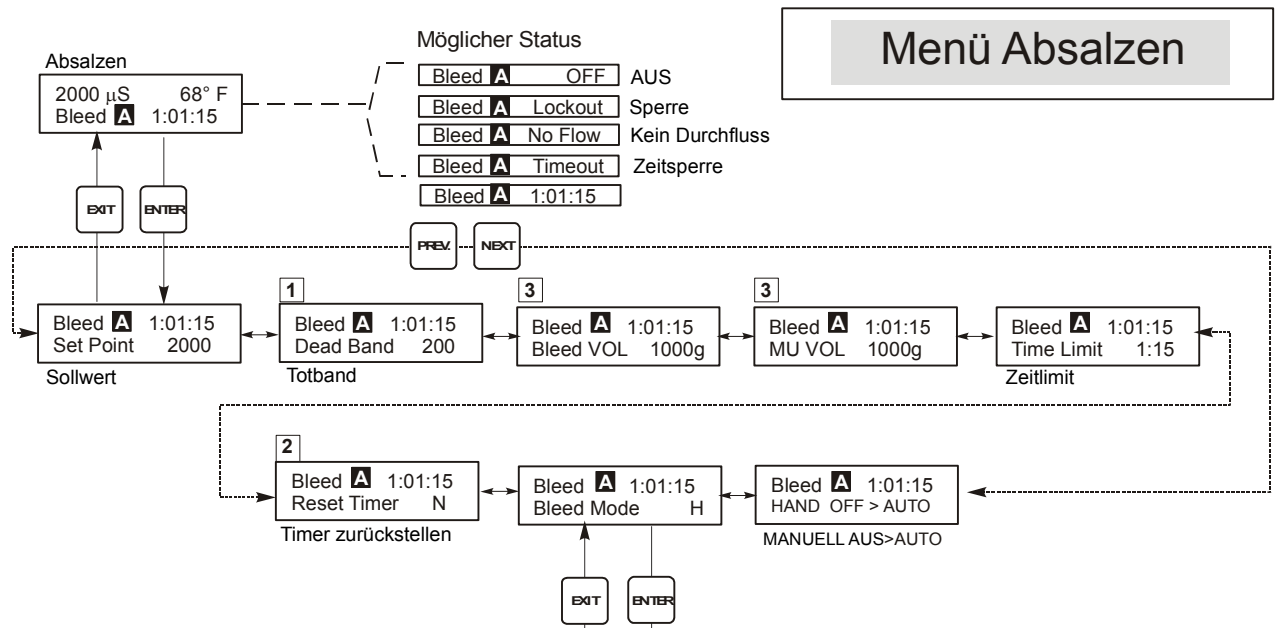 Menü Absalzen
Absalzen
2000 µS 68° F
Bleed A 1:01:15
Möglicher Status
Bleed A OFF AUS
Bleed A Lockout Sperre
Bleed A No Flow Kein Durchfluss
Bleed A Timeout Zeitsperre
Bleed A 1:01:15
EXIT ENTER
PREV. NEXT
Bleed A 1:01:15
Set Point 2000
Sollwert
1
Bleed A 1:01:15
Dead Band 200
Totband
3
Bleed A 1:01:15
Bleed VOL 1000g
3
Bleed A 1:01:15
MU VOL 1000g
Bleed A 1:01:15
Time Limit 1:15
Zeitlimit
2
Bleed A 1:01:15
Reset Timer N
Timer zurückstellen
Bleed A 1:01:15
Bleed Mode H
Bleed A 1:01:15
HAND OFF > AUTO
MANUELL AUS>AUTO
EXIT ENTER